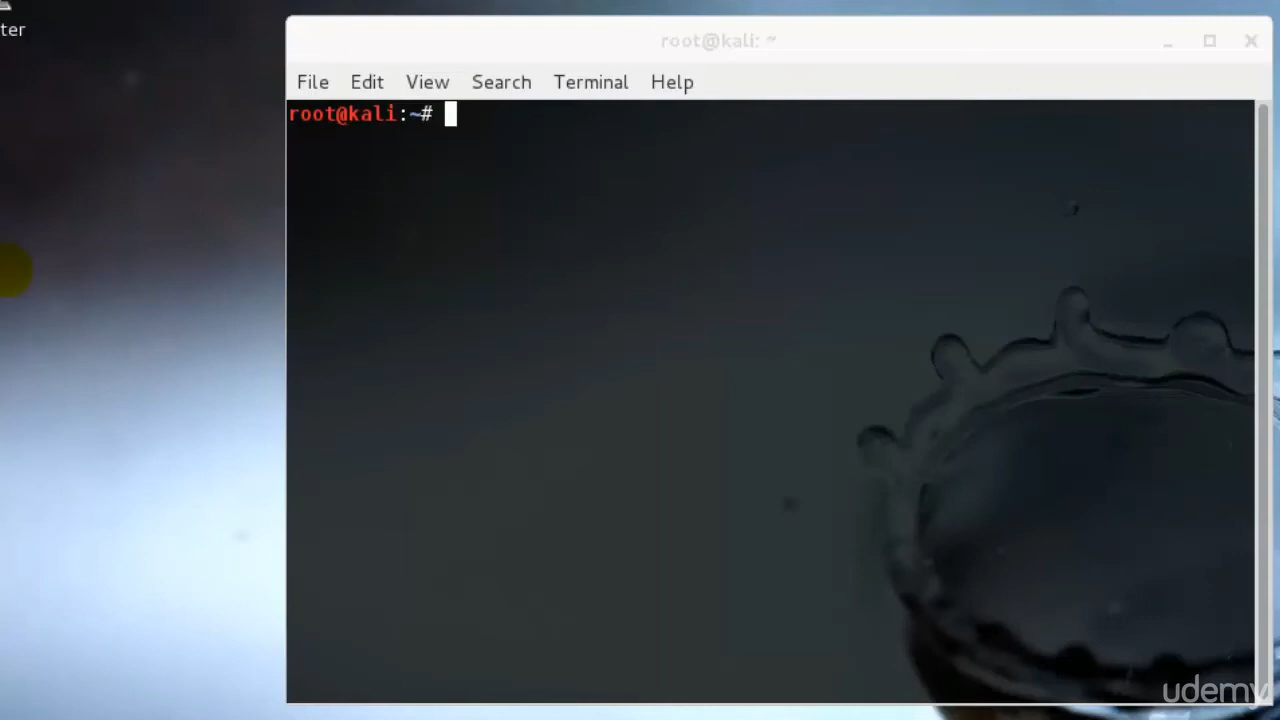 ter
root@kali: ~
File Edit View Search Terminal Help
root@kali:~#
udemy